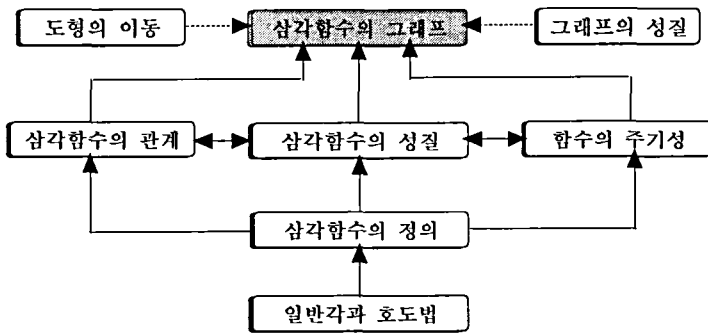 도형의 이동
삼각함수의 그래프
그래프의 성질
삼각함수의 관계
삼각함수의 성질
함수의 주기성
삼각함수의 정의
일반각과 호도법